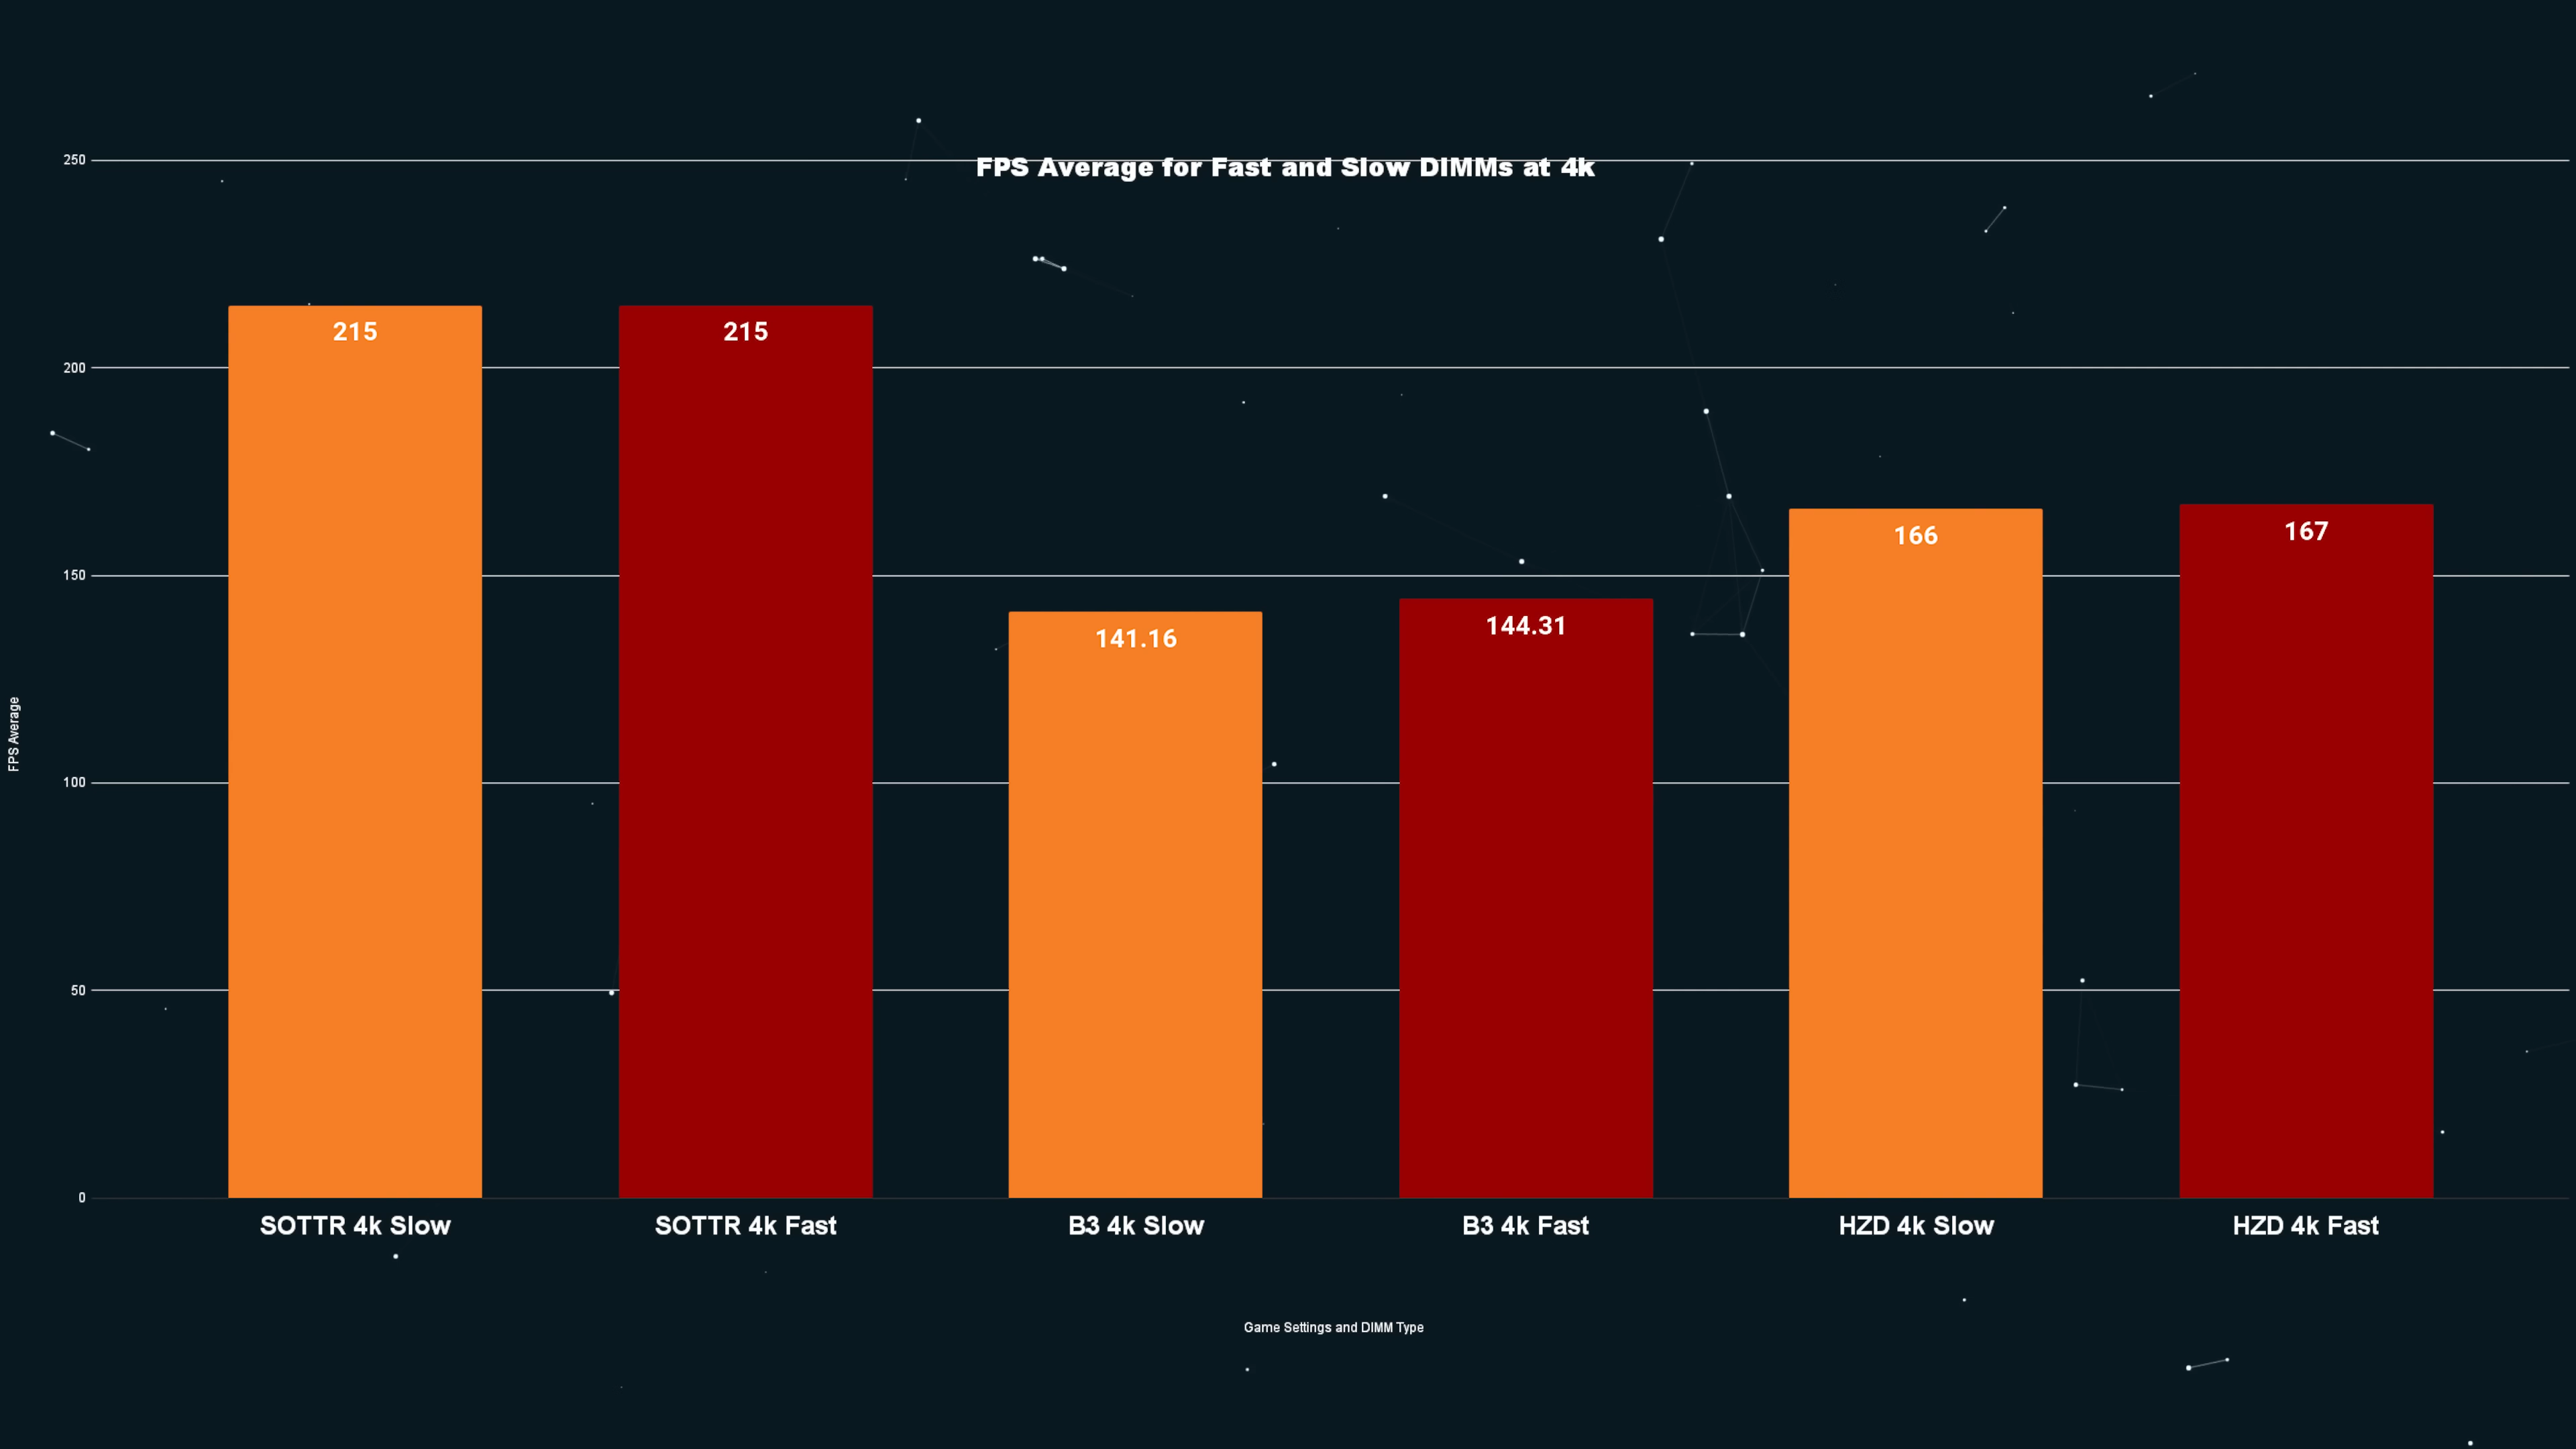 FPS Average for Fast and Slow DIMMs at 4k
250
200
150
100
50
0
FPS Average
215
215
141.16
144.31
166
167
SOTTR 4k Slow
SOTTR 4k Fast
B3 4k Slow
B3 4k Fast
HZD 4k Slow
HZD 4k Fast
Game Settings and DIMM Type